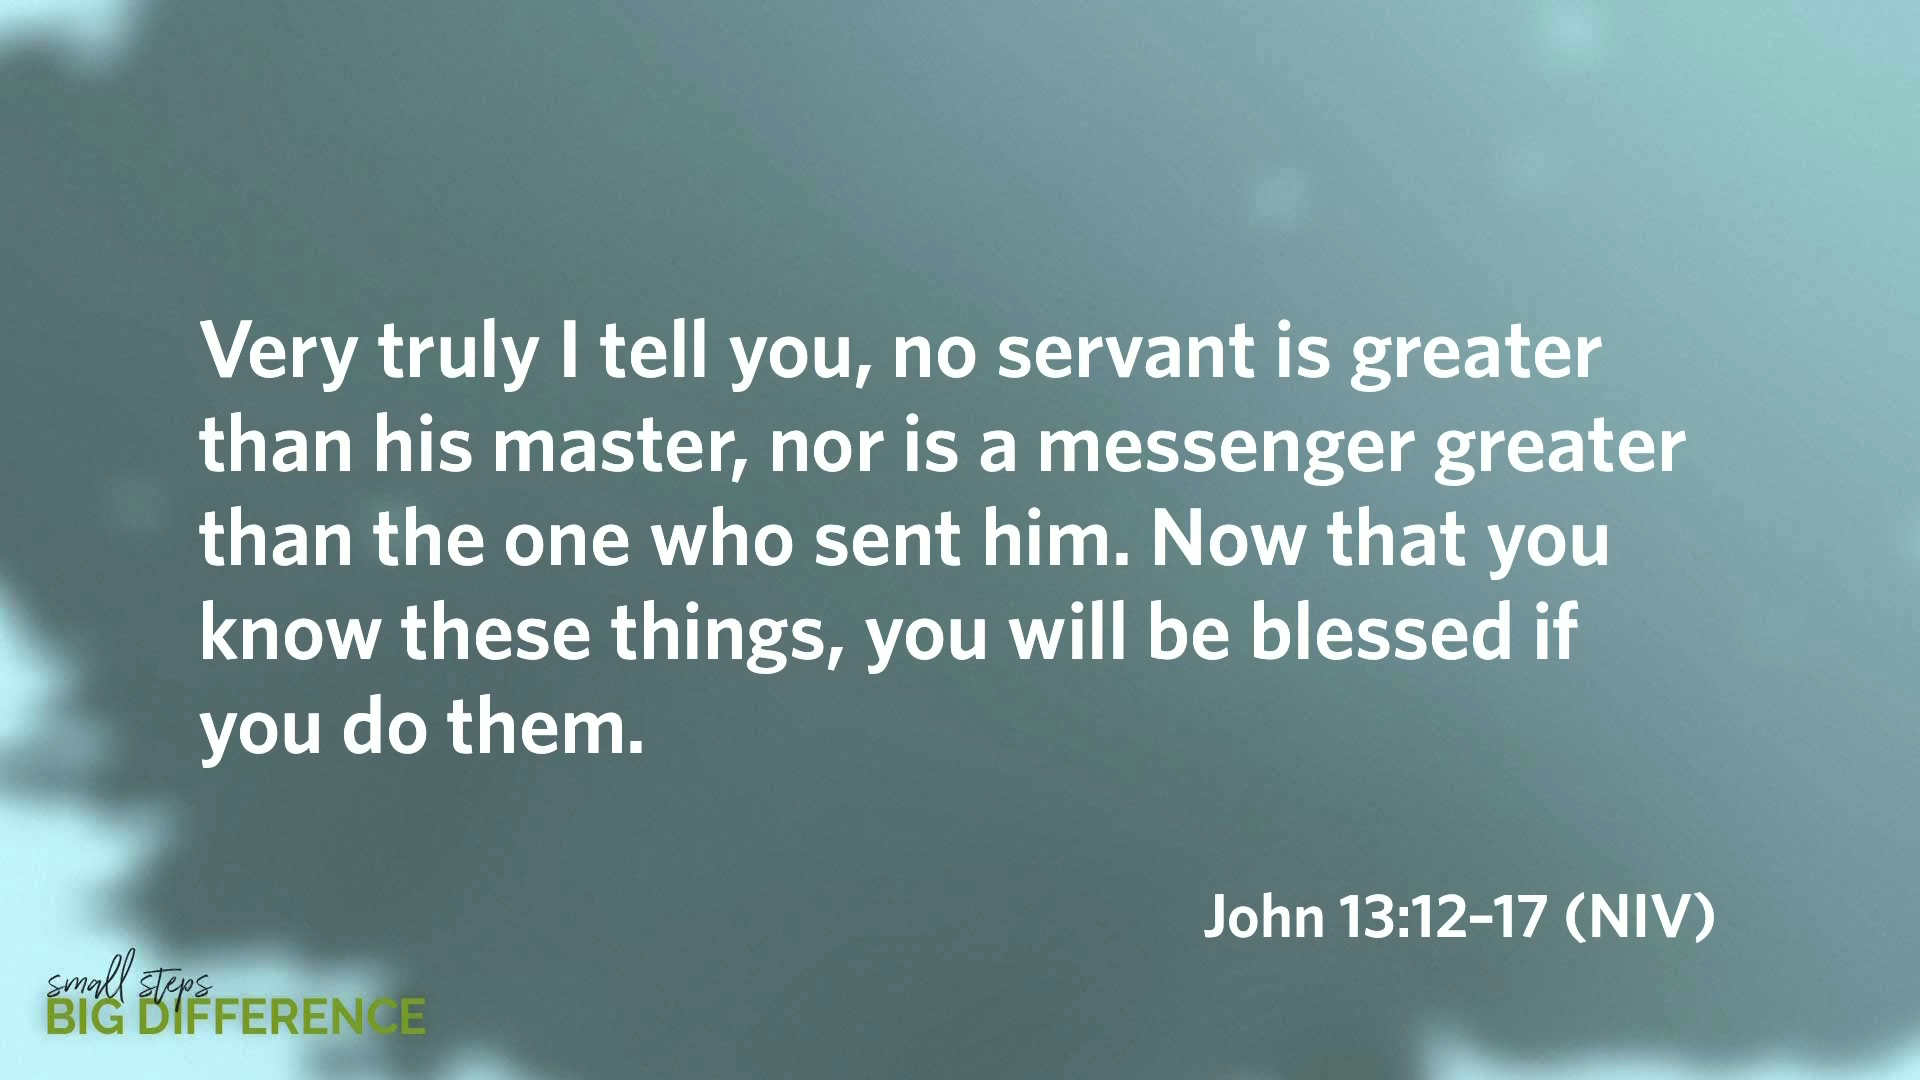 Very truly I tell you, no servant is greater
than his master, nor is a messenger greater
than the one who sent him. Now that you
know these things, you will be blessed if
you do them.
John 13:12–17 (NIV)
small steps
BIG DIFFERENCE